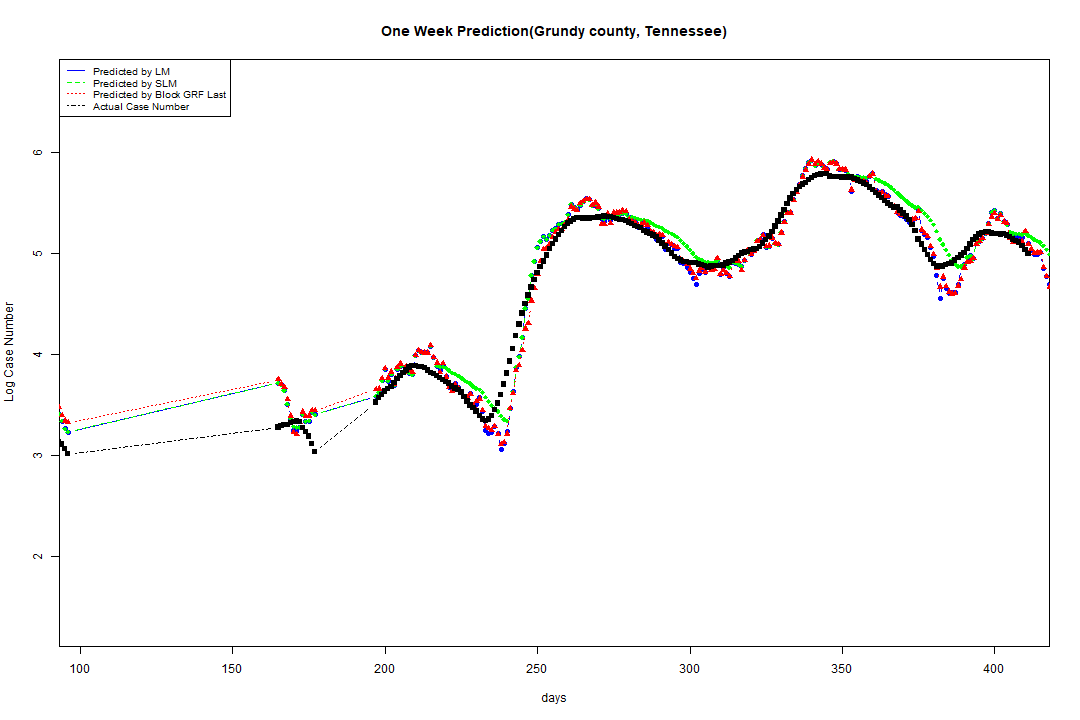 One Week Prediction(Grundy county, Tennessee)
Predicted by LM
Predicted by SLM
Predicted by Block GRF Last
Actual Case Number
6
5
4
3
2
Log Case Number
100 150 200 250 300 350 400
days